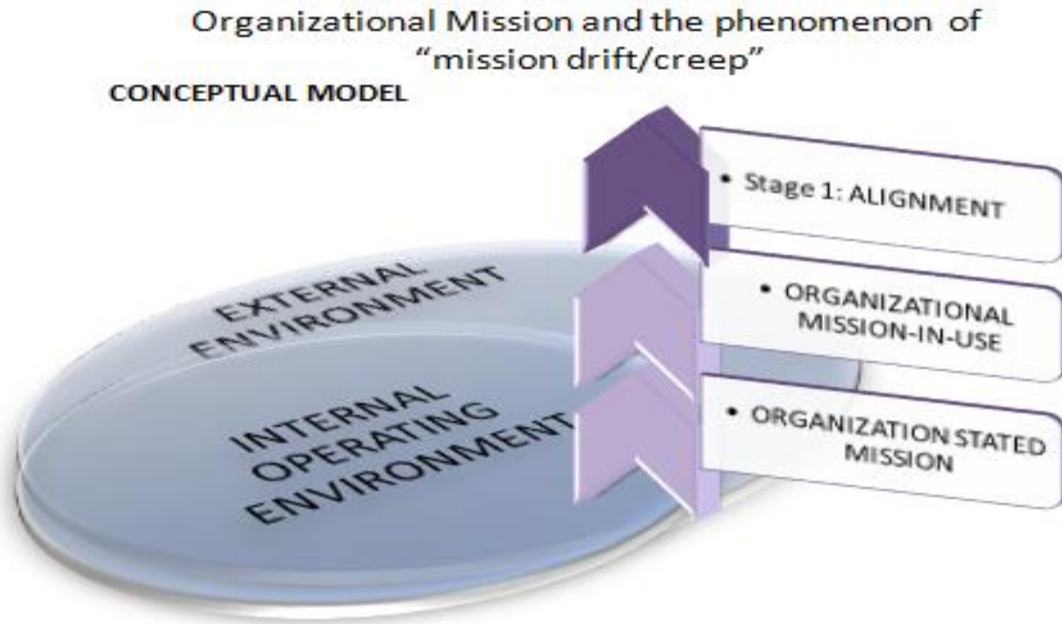 Organizational Mission and the phenomenon of
“mission drift/creep”
CONCEPTUAL MODEL
• Stage 1: ALIGNMENT
EXTERNAL
ENVIRONMENT
• ORGANIZATIONAL
MISSION-IN-USE
INTERNAL
OPERATING
ENVIRONMENT
• ORGANIZATION STATED
MISSION